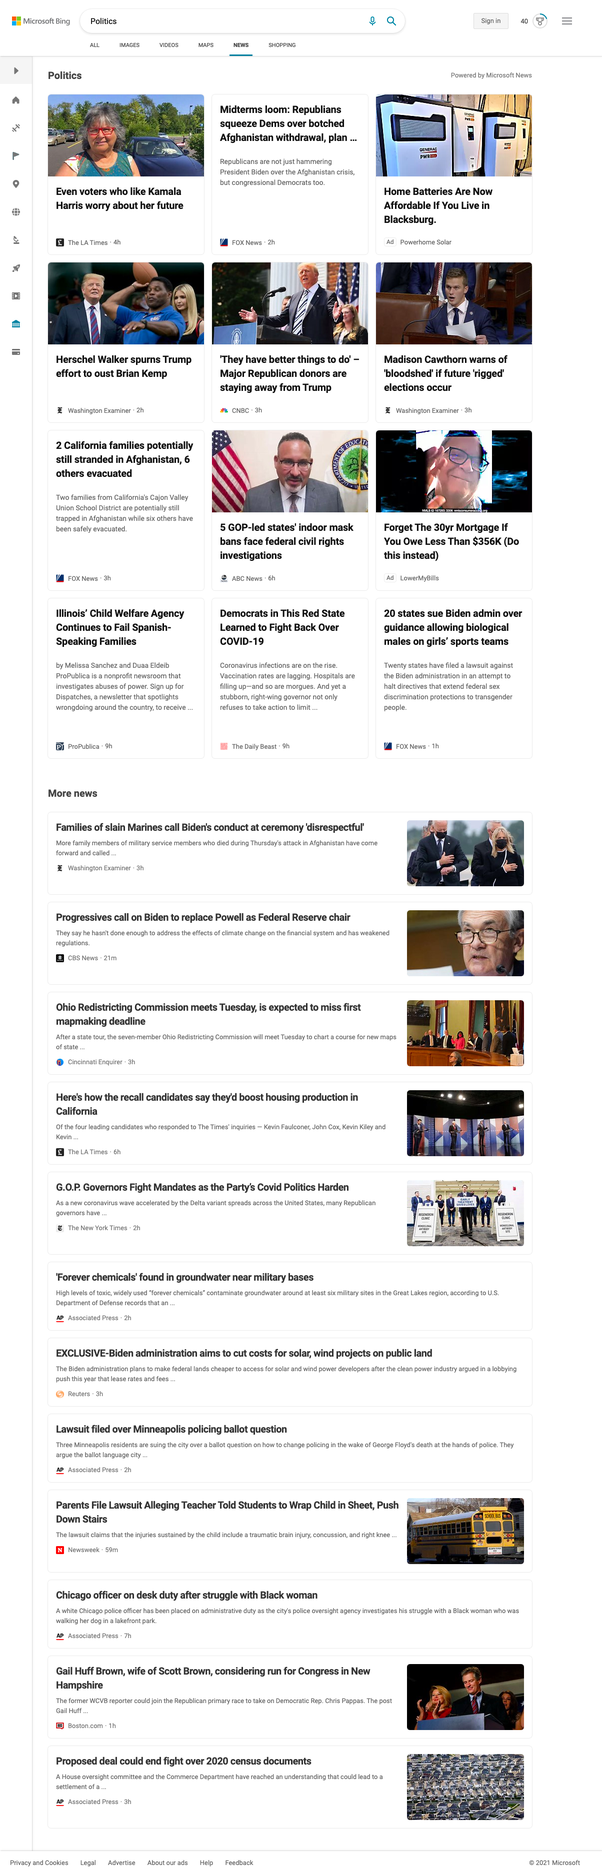 Microsoft Bing
Politics
Sign in
40
ALL IMAGES VIDEOS MAPS NEWS SHOPPING
Politics
Powered by Microsoft News
Even voters who like Kamala
Harris worry about her future
The LA Times · 4h
Midterms loom: Republians
squeeze Dems over botched
Afghanistan withdrawal, plan ...
Republicans are not just hammering
President Biden over the Afghanistan crisis,
but congressional Democrats too.
FOX News · 2h
GENERAC
PWRcell
Home Batteries Are Now
Affordable If You Live in
Blacksburg.
Ad Powerhome Solar
Herschel Walker spurns Trump
effort to oust Brian Kemp
Washington Examiner · 2h
'They have better things to do' –
Major Republican donors are
staying away from Trump
CNBC · 3h
Madison Cawthorn warns of
'bloodshed' if future 'rigged'
elections occur
Washington Examiner · 3h
2 California families potentially
still stranded in Afghanistan, 6
others evacuated
Two families from California's Cajon Valley
Union School District are potentially still
trapped in Afghanistan while six others have
been safely evacuated.
FOX News · 3h
5 GOP-led states' indoor mask
bans face federal civil rights
investigations
ABC News · 6h
Forget The 30yr Mortgage If
You Owe Less Than $356K (Do
this instead)
Ad LowerMyBills
Illinois' Child Welfare Agency
Continues to Fail Spanish-
Speaking Families
by Melissa Sanchez and Duaa Eldeib
ProPublica is a nonprofit newsroom that
investigates abuses of power. Sign up for
Dispatches, a newsletter that spotlights
wrongdoing around the country, to receive ...
ProPublica · 9h
Democrats in This Red State
Learned to Fight Back Over
COVID-19
Coronavirus infections are on the rise.
Vaccination rates are lagging. Hospitals are
filling up—and so are morgues. And yet a
stubborn, right-wing governor not only
refuses to take action to limit ...
The Daily Beast · 9h
20 states sue Biden admin over
guidance allowing biological
males on girls' sports teams
Twenty states have filed a lawsuit against
the Biden administration in an attempt to
halt directives that extend federal sex
discrimination protections to transgender
people.
FOX News · 1h
More news
Families of slain Marines call Biden's conduct at ceremony 'disrespectful'
More family members of military service members who died during Thursday's attack in Afghanistan have come
forward and called ...
Washington Examiner · 3h
Progressives call on Biden to replace Powell as Federal Reserve chair
They say he hasn't done enough to address the effects of climate change on the financial system and has weakened
regulations.
CBS News · 21m
Ohio Redistricting Commission meets Tuesday, is expected to miss first
mapmaking deadline
After a state tour, the seven-member Ohio Redistricting Commission will meet Tuesday to chart a course for new maps
of state ...
Cincinnati Enquirer · 3h
Here's how the recall candidates say they'd boost housing production in
California
Of the four leading candidates who responded to The Times' inquiries — Kevin Faulconer, John Cox, Kevin Kiley and
Kevin ...
The LA Times · 6h
G.O.P. Governors Fight Mandates as the Party's Covid Politics Harden
As a new coronavirus wave accelerated by the Delta variant spreads across the United States, many Republican
governors have ...
The New York Times · 2h
'Forever chemicals' found in groundwater near military bases
High levels of toxic, widely used "forever chemicals" contaminate groundwater around at least six military sites in the Great Lakes region, according to U.S.
Department of Defense records that an ...
AP Associated Press · 2h
EXCLUSIVE-Biden administration aims to cut costs for solar, wind projects on public land
The Biden administration plans to make federal lands cheaper to access for solar and wind power developers after the clean power industry argued in a lobbying
push this year that lease rates and fees ...
Reuters · 3h
Lawsuit filed over Minneapolis policing ballot question
Three Minneapolis residents are suing the city over a ballot question on how to change policing in the wake of George Floyd's death at the hands of police. They
argue the ballot language city ...
AP Associated Press · 2h
Parents File Lawsuit Alleging Teacher Told Students to Wrap Child in Sheet, Push
Down Stairs
The lawsuit claims that the injuries sustained by the child include a traumatic brain injury, concussion, and right knee ...
N Newsweek · 59m
SCHOOL BUS
Chicago officer on desk duty after struggle with Black woman
A white Chicago police officer has been placed on administrative duty as the city's police oversight agency investigates his struggle with a Black woman who was
walking her dog in a lakefront park.
AP Associated Press · 7h
Gail Huff Brown, wife of Scott Brown, considering run for Congress in New
Hampshire
The former WCVB reporter could join the Republican primary race to take on Democratic Rep. Chris Pappas. The post
Gail Huff ...
Boston.com · 1h
Proposed deal could end fight over 2020 census documents
A House oversight committee and the Commerce Department have reached an understanding that could lead to a
settlement of a ...
AP Associated Press · 3h
Privacy and Cookies Legal Advertise About our ads Help Feedback © 2021 Microsoft